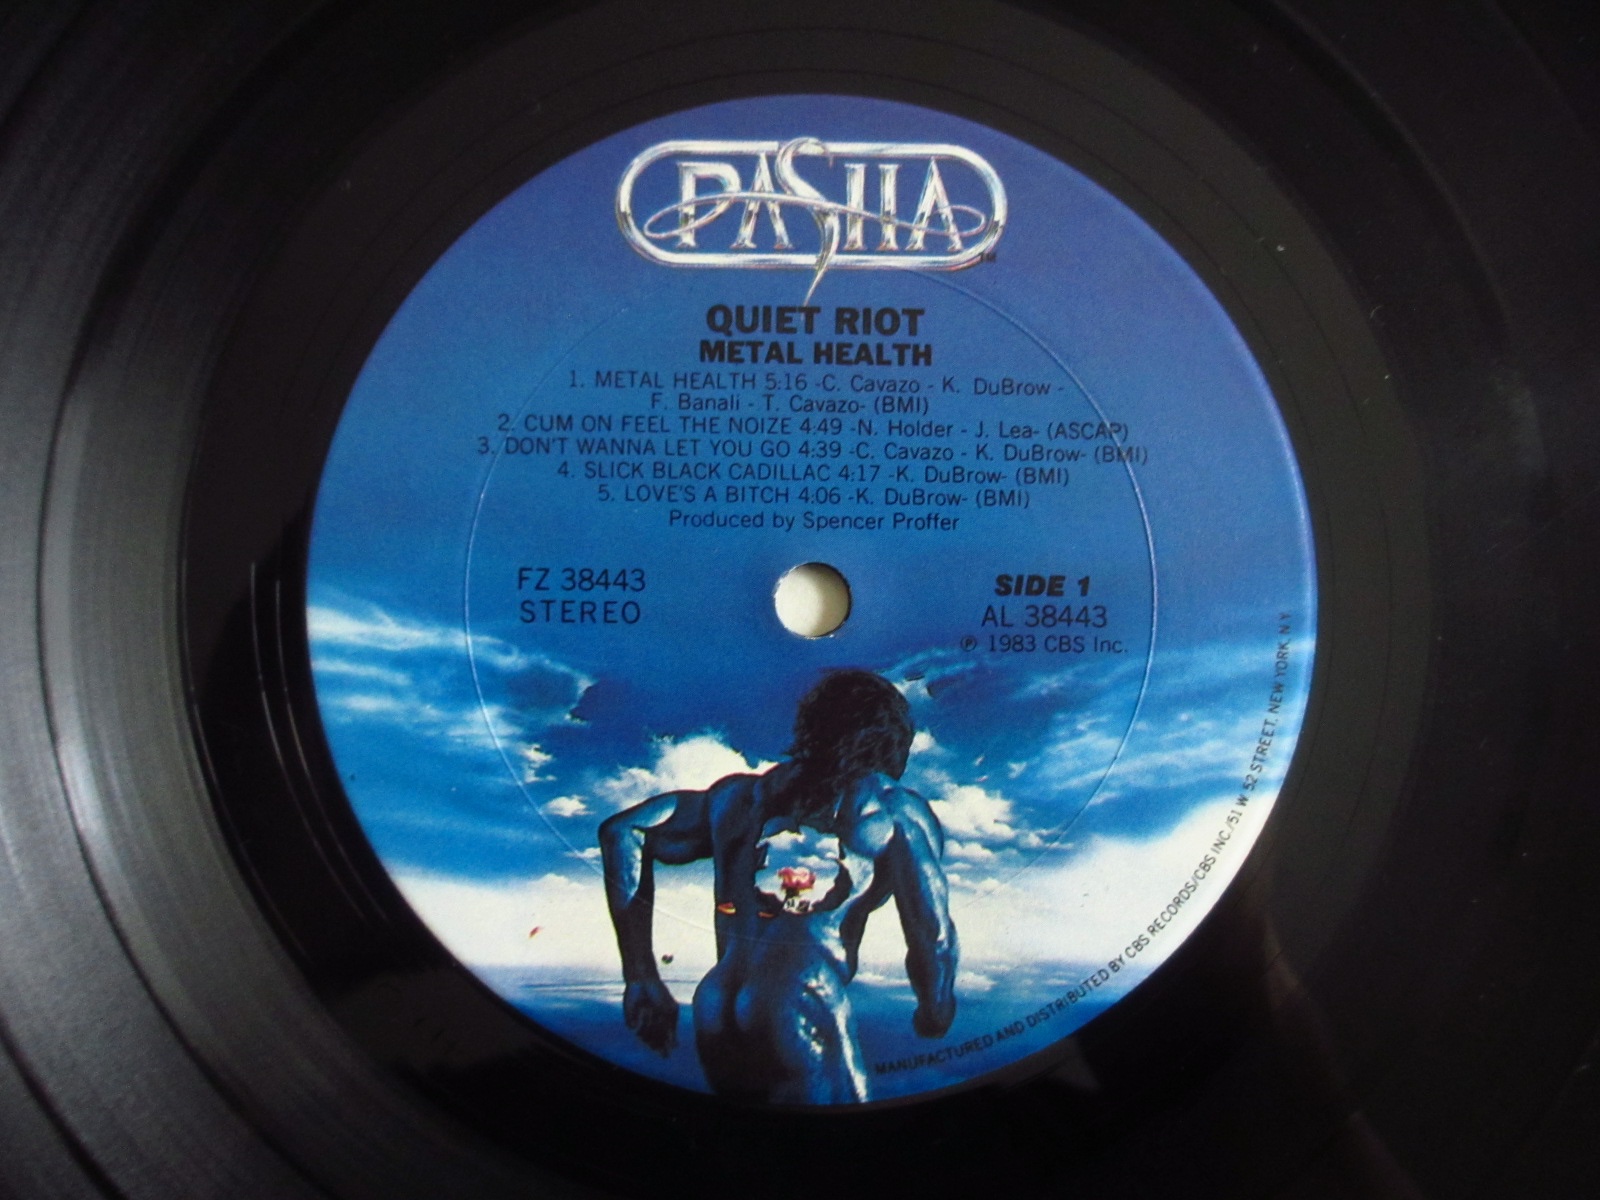 PASHA
TM
QUIET RIOT
METAL HEALTH
1. METAL HEALTH 5:16 -C. Cavazo - K. DuBrow -
F. Banali - T. Cavazo- (BMI)
2. CUM ON FEEL THE NOIZE 4:49 -N. Holder - J. Lea- (ASCAP)
3. DON'T WANNA LET YOU GO 4:39 -C. Cavazo - K. DuBrow- (BMI)
4. SLICK BLACK CADILLAC 4:17 -K. DuBrow- (BMI)
5. LOVE'S A BITCH 4:06 -K. DuBrow- (BMI)
Produced by Spencer Proffer
FZ 38443
STEREO
SIDE 1
AL 38443
℗ 1983 CBS Inc.
MANUFACTURED AND DISTRIBUTED BY CBS RECORDS/CBS INC./51 W 52 STREET, NEW YORK, N.Y.